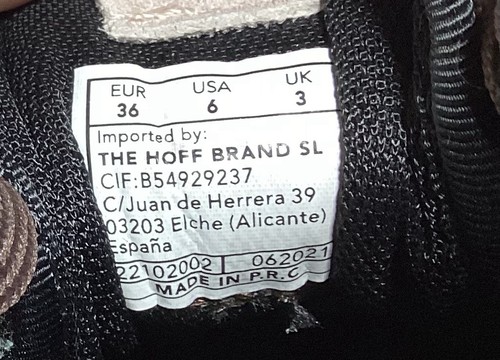 EUR USA UK
36 6 3
Imported by:
THE HOFF BRAND SL
CIF:B54929237
C/Juan de Herrera 39
03203 Elche (Alicante)
España
22102002 062021
MADE IN P.R.C